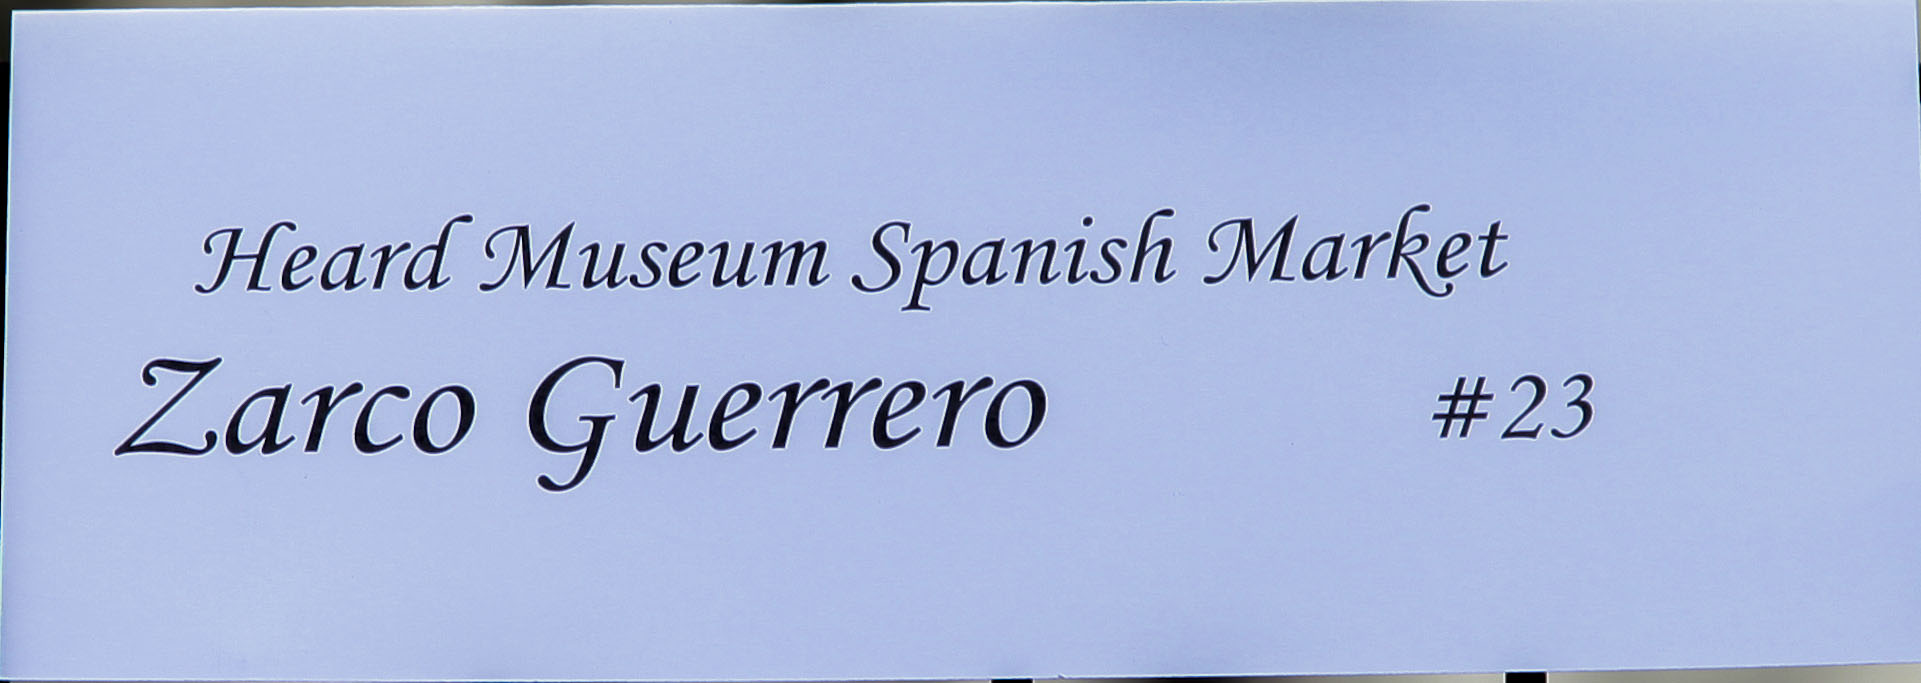 Heard Museum Spanish Market
Zarco Guerrero #23